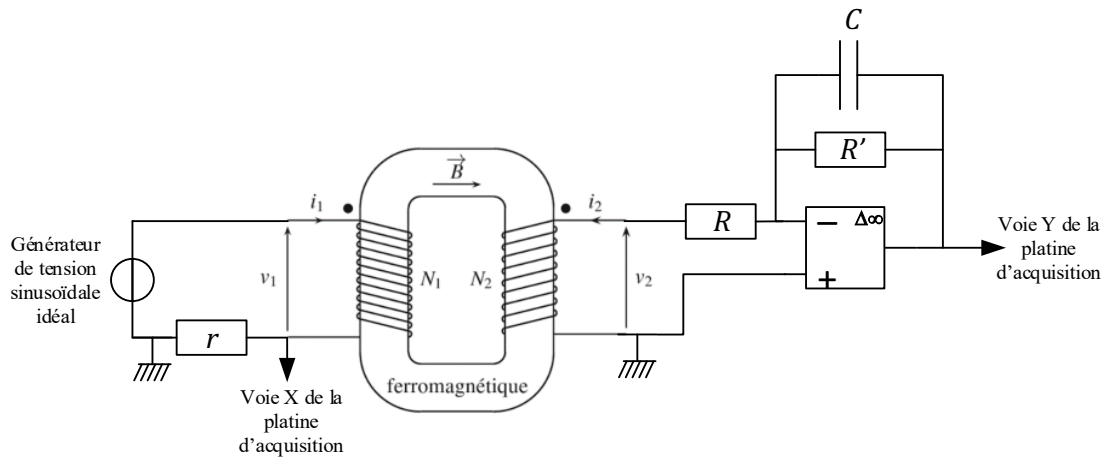 C
R’
B
i₁
i₂
R
− Δ∞
+
Générateur
de tension
sinusoïdale
idéal
v₁
N₁
N₂
v₂
Voie Y de la
platine
d’acquisition
r
ferromagnétique
Voie X de la
platine
d’acquisition